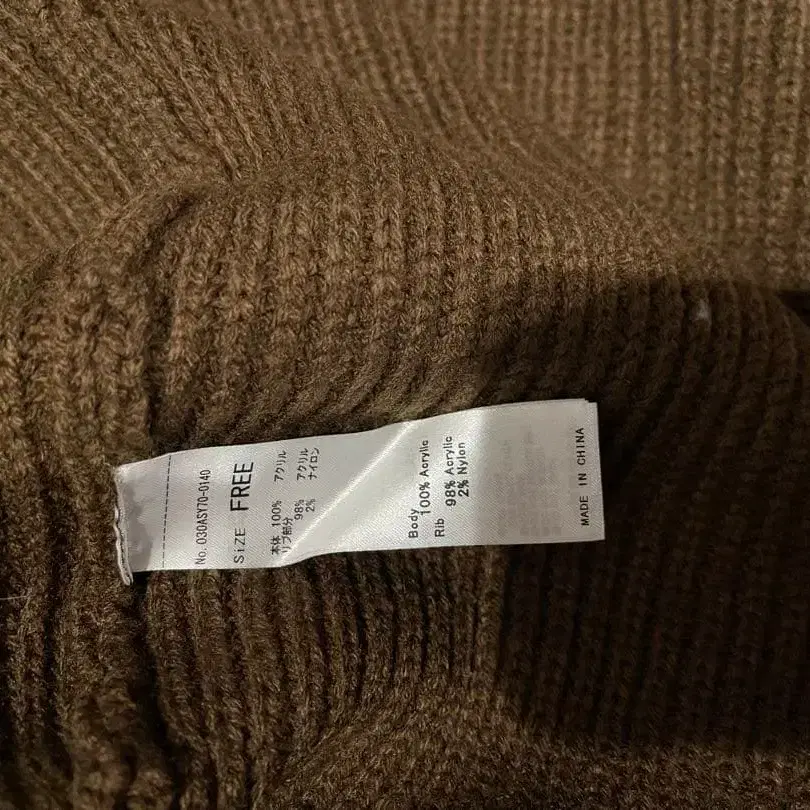 No. 030ASY70-0140
SiZE FREE
本体 100% アクリル
リブ部分 98% アクリル
2% ナイロン
Body
100% Acrylic
Rib
98% Acrylic
2% Nylon
MADE IN CHINA